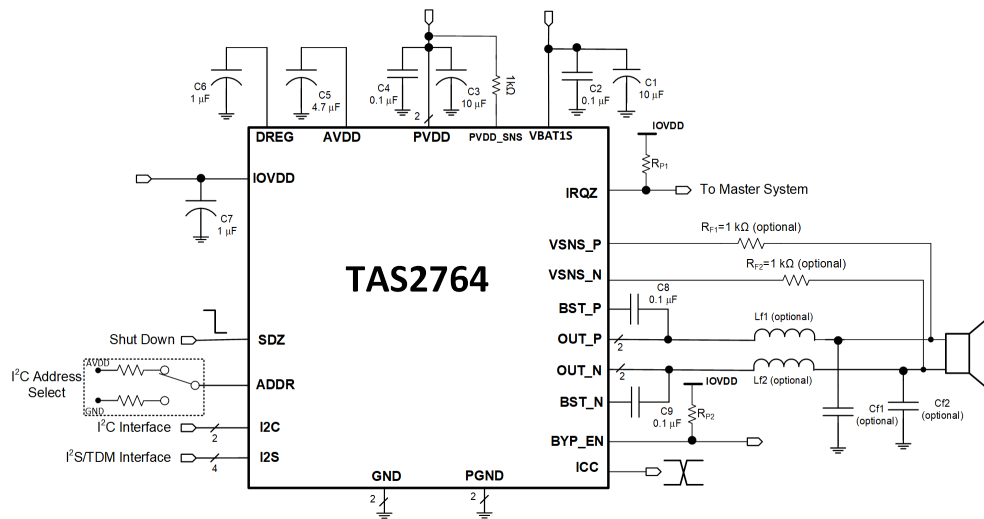 C6
1 μF
C5
4.7 μF
C4
0.1 μF
C3
10 μF
1kΩ
C2
0.1 μF
C1
10 μF
2
DREG
AVDD
PVDD
PVDD_SNS
VBAT1S
IOVDD
C7
1 μF
IOVDD
RP1
IRQZ
To Master System
VSNS_P
RF1=1 kΩ (optional)
VSNS_N
RF2=1 kΩ (optional)
TAS2764
BST_P
C8
0.1 μF
Lf1 (optional)
Shut Down
SDZ
OUT_P
2
OUT_N
2
Lf2 (optional)
I2C Address
Select
AVDD
GND
ADDR
BST_N
C9
0.1 μF
IOVDD
RP2
Cf1
(optional)
Cf2
(optional)
I2C Interface
2
I2C
BYP_EN
I2S/TDM Interface
4
I2S
ICC
GND
PGND
2
2